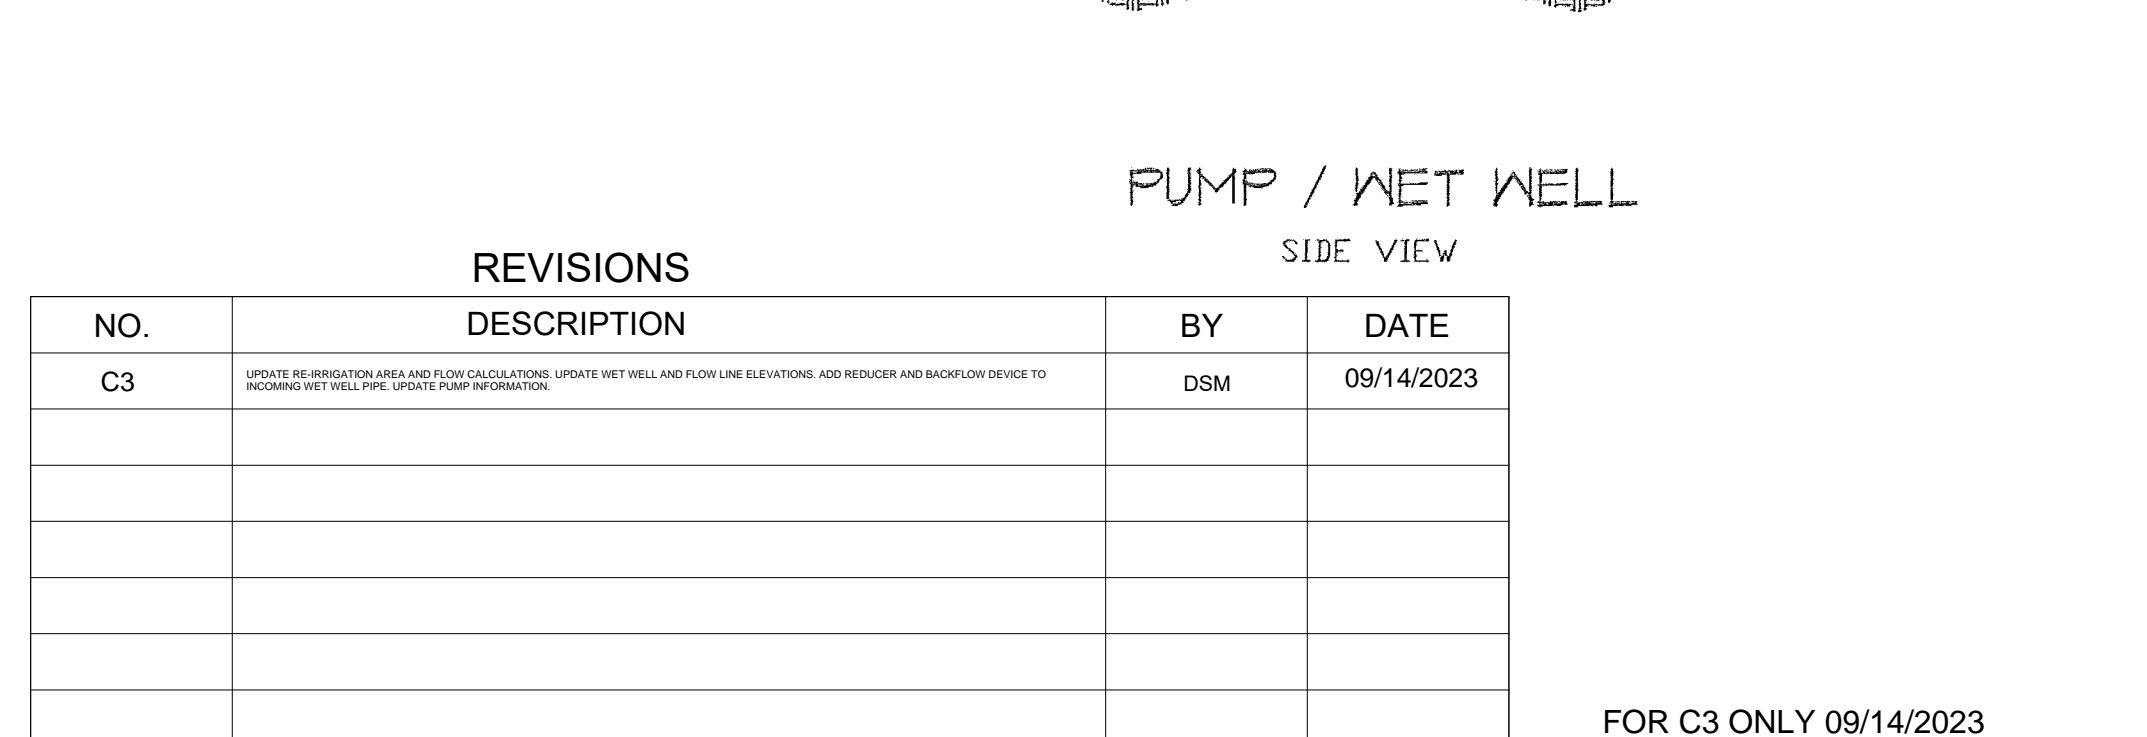 PUMP / WET WELL
SIDE VIEW
REVISIONS
NO. DESCRIPTION BY DATE
C3 UPDATE RE-IRRIGATION AREA AND FLOW CALCULATIONS. UPDATE WET WELL AND FLOW LINE ELEVATIONS. ADD REDUCER AND BACKFLOW DEVICE TO
INCOMING WET WELL PIPE. UPDATE PUMP INFORMATION. DSM 09/14/2023
FOR C3 ONLY 09/14/2023